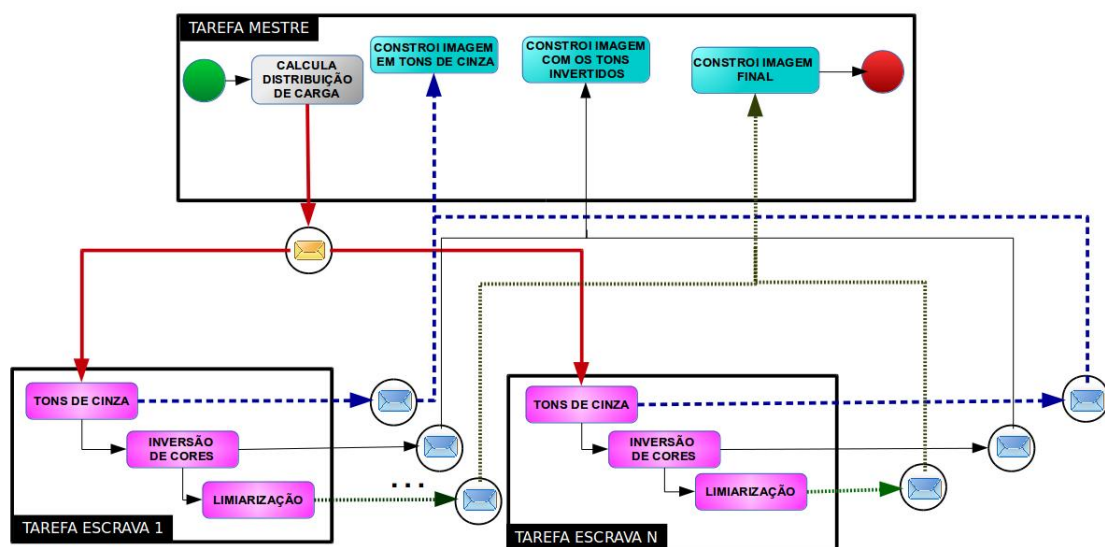 TAREFA MESTRE
CALCULA
DISTRIBUIÇÃO
DE CARGA
CONSTROI IMAGEM
EM TONS DE CINZA
CONSTROI IMAGEM
COM OS TONS
INVERTIDOS
CONSTROI IMAGEM
FINAL
TONS DE CINZA
INVERSÃO
DE CORES
LIMIARIZAÇÃO
TAREFA ESCRAVA 1
...
TONS DE CINZA
INVERSÃO
DE CORES
LIMIARIZAÇÃO
TAREFA ESCRAVA N